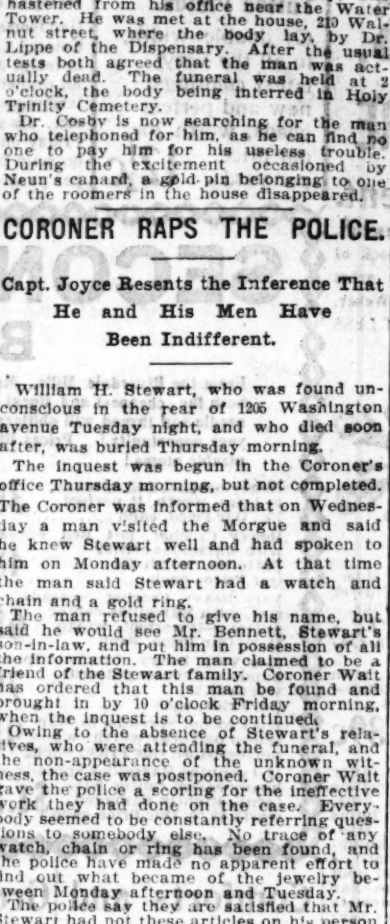 hastened from his office near the Water
Tower. He was met at the house, 210 Wal-
nut street, where the body lay, by Dr.
Lippe of the Dispensary. After the usual
tests both agreed that the man was act-
ually dead. The funeral was held at 2
o'clock, the body being interred in Holy
Trinity Cemetery.
Dr. Cosby is now searching for the man
who telephoned for him, as he can find no
one to pay him for his useless trouble.
During the excitement occasioned by
Neun's canard, a gold pin belonging to one
of the roomers in the house disappeared.
CORONER RAPS THE POLICE.
Capt. Joyce Resents the Inference That
He and His Men Have
Been Indifferent.
William H. Stewart, who was found un-
conscious in the rear of 1205 Washington
avenue Tuesday night, and who died soon
after, was buried Thursday morning.
The inquest was begun in the Coroner's
office Thursday morning, but not completed.
The Coroner was informed that on Wednes-
day a man visited the Morgue and said
he knew Stewart well and had spoken to
him on Monday afternoon. At that time
the man said Stewart had a watch and
chain and a gold ring.
The man refused to give his name, but
said he would see Mr. Bennett, Stewart's
son-in-law, and put him in possession of all
the information. The man claimed to be a
friend of the Stewart family. Coroner Wait
has ordered that this man be found and
brought in by 10 o'clock Friday morning,
when the inquest is to be continued.
Owing to the absence of Stewart's rela-
tives, who were attending the funeral, and
the non-appearance of the unknown wit-
ness, the case was postponed. Coroner Wait
gave the police a scoring for the ineffective
work they had done on the case. Every-
body seemed to be constantly referring ques-
tions to somebody else. No trace of any
watch, chain or ring has been found, and
the police have made no apparent effort to
find out what became of the jewelry be-
tween Monday afternoon and Tuesday.
The police say they are satisfied that Mr.
Stewart had not these articles on his person